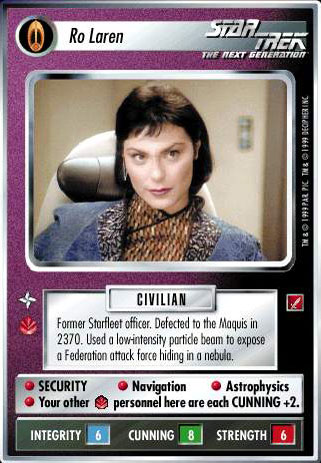 Ro Laren
STAR TREK
THE NEXT GENERATION
TM & © 1999 PAR. PIC. TM & © 1999 DECIPHER INC.
CIVILIAN
Former Starfleet officer. Defected to the Maquis in
2370. Used a low-intensity particle beam to expose
a Federation attack force hiding in a nebula.
SECURITY Navigation Astrophysics
Your other personnel here are each CUNNING +2.
INTEGRITY 6 CUNNING 8 STRENGTH 6